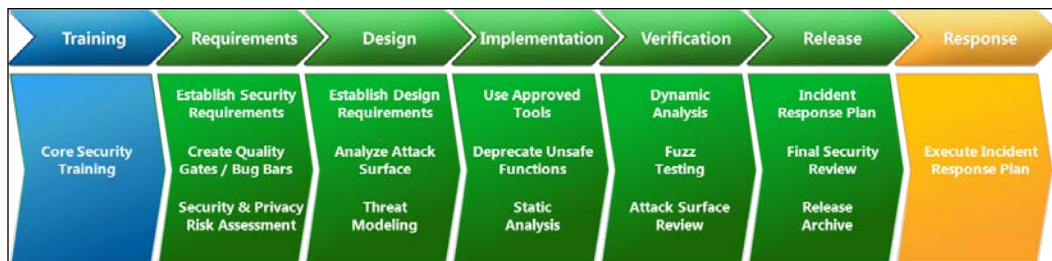 Training
Requirements
Design
Implementation
Verification
Release
Response
Core Security
Training
Establish Security
Requirements
Create Quality
Gates / Bug Bars
Security & Privacy
Risk Assessment
Establish Design
Requirements
Analyze Attack
Surface
Threat
Modeling
Use Approved
Tools
Deprecate Unsafe
Functions
Static
Analysis
Dynamic
Analysis
Fuzz
Testing
Attack Surface
Review
Incident
Response Plan
Final Security
Review
Release
Archive
Execute Incident
Response Plan